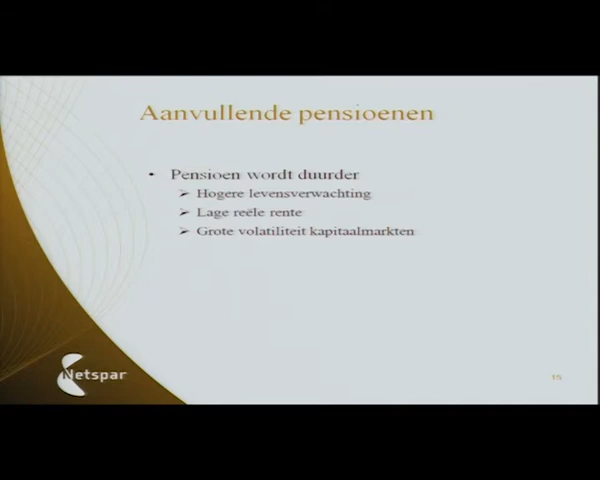 Aanvullende pensioenen
• Pensioen wordt duurder
➢ Hogere levensverwachting
➢ Lage reële rente
➢ Grote volatiliteit kapitaalmarkten
Netspar
15